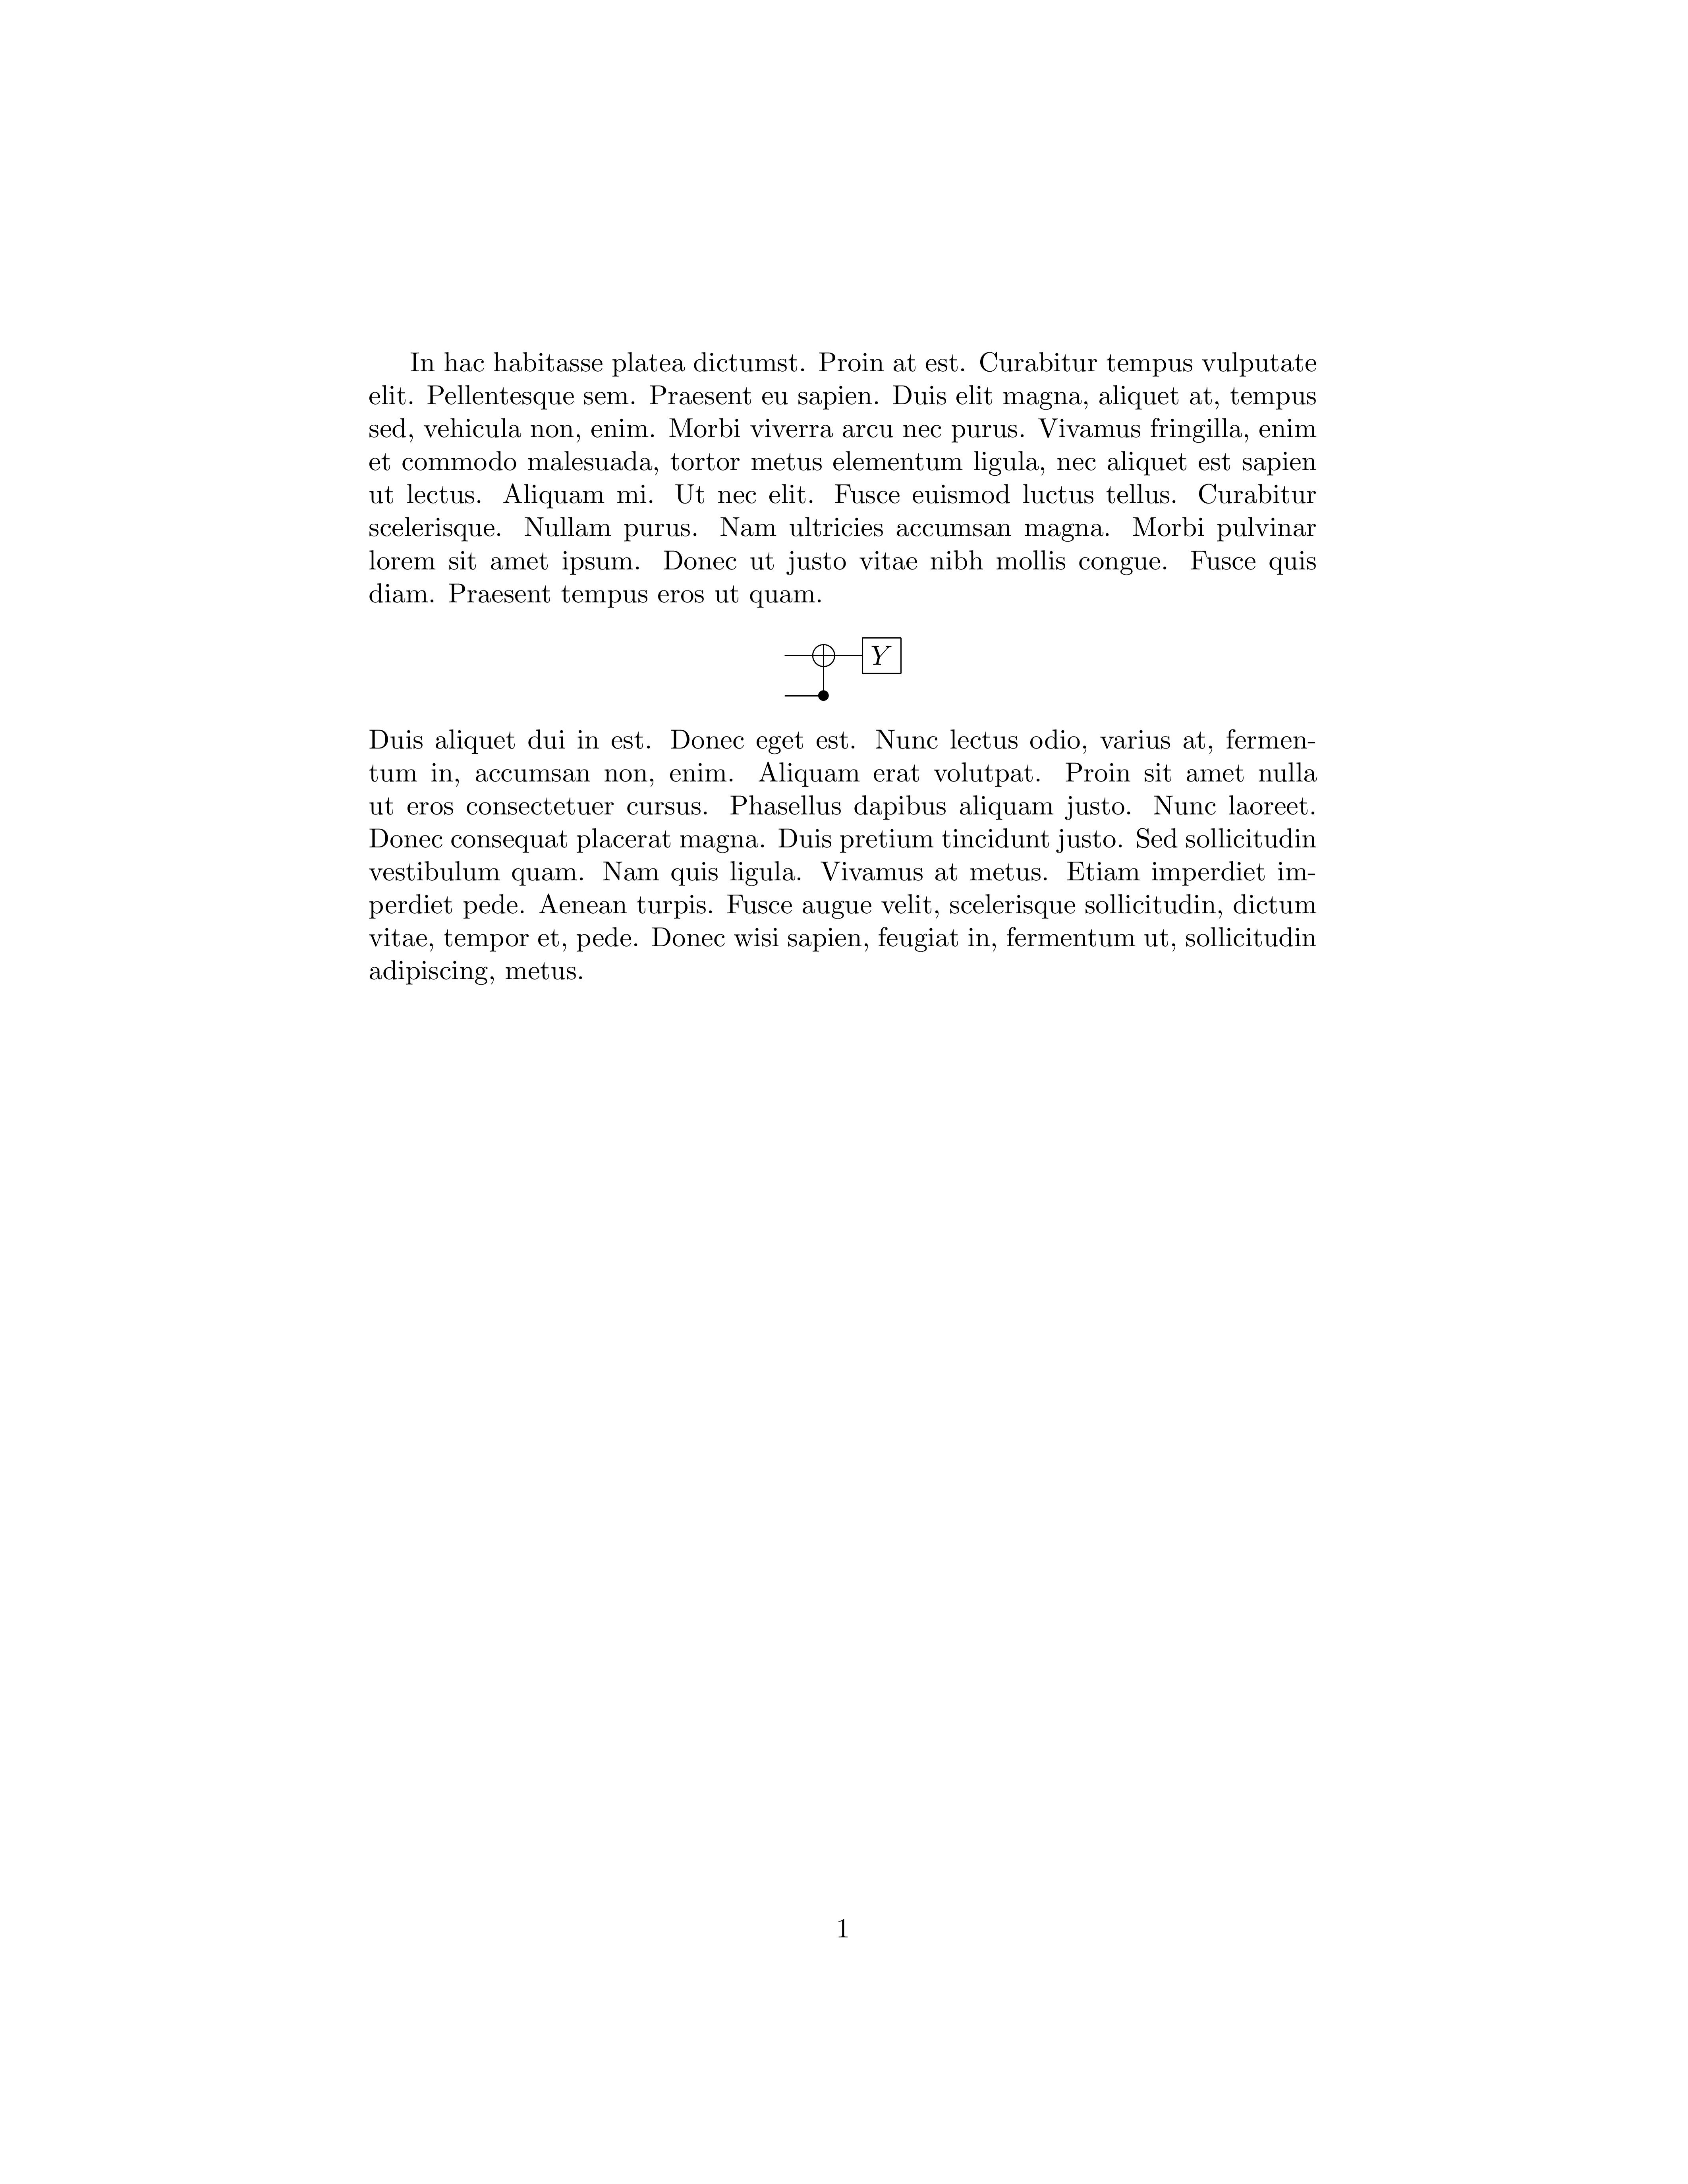 In hac habitasse platea dictumst. Proin at est. Curabitur tempus vulputate
elit. Pellentesque sem. Praesent eu sapien. Duis elit magna, aliquet at, tempus
sed, vehicula non, enim. Morbi viverra arcu nec purus. Vivamus fringilla, enim
et commodo malesuada, tortor metus elementum ligula, nec aliquet est sapien
ut lectus. Aliquam mi. Ut nec elit. Fusce euismod luctus tellus. Curabitur
scelerisque. Nullam purus. Nam ultricies accumsan magna. Morbi pulvinar
lorem sit amet ipsum. Donec ut justo vitae nibh mollis congue. Fusce quis
diam. Praesent tempus eros ut quam.
Y
Duis aliquet dui in est. Donec eget est. Nunc lectus odio, varius at, fermen-
tum in, accumsan non, enim. Aliquam erat volutpat. Proin sit amet nulla
ut eros consectetuer cursus. Phasellus dapibus aliquam justo. Nunc laoreet.
Donec consequat placerat magna. Duis pretium tincidunt justo. Sed sollicitudin
vestibulum quam. Nam quis ligula. Vivamus at metus. Etiam imperdiet im-
perdiet pede. Aenean turpis. Fusce augue velit, scelerisque sollicitudin, dictum
vitae, tempor et, pede. Donec wisi sapien, feugiat in, fermentum ut, sollicitudin
adipiscing, metus.
1